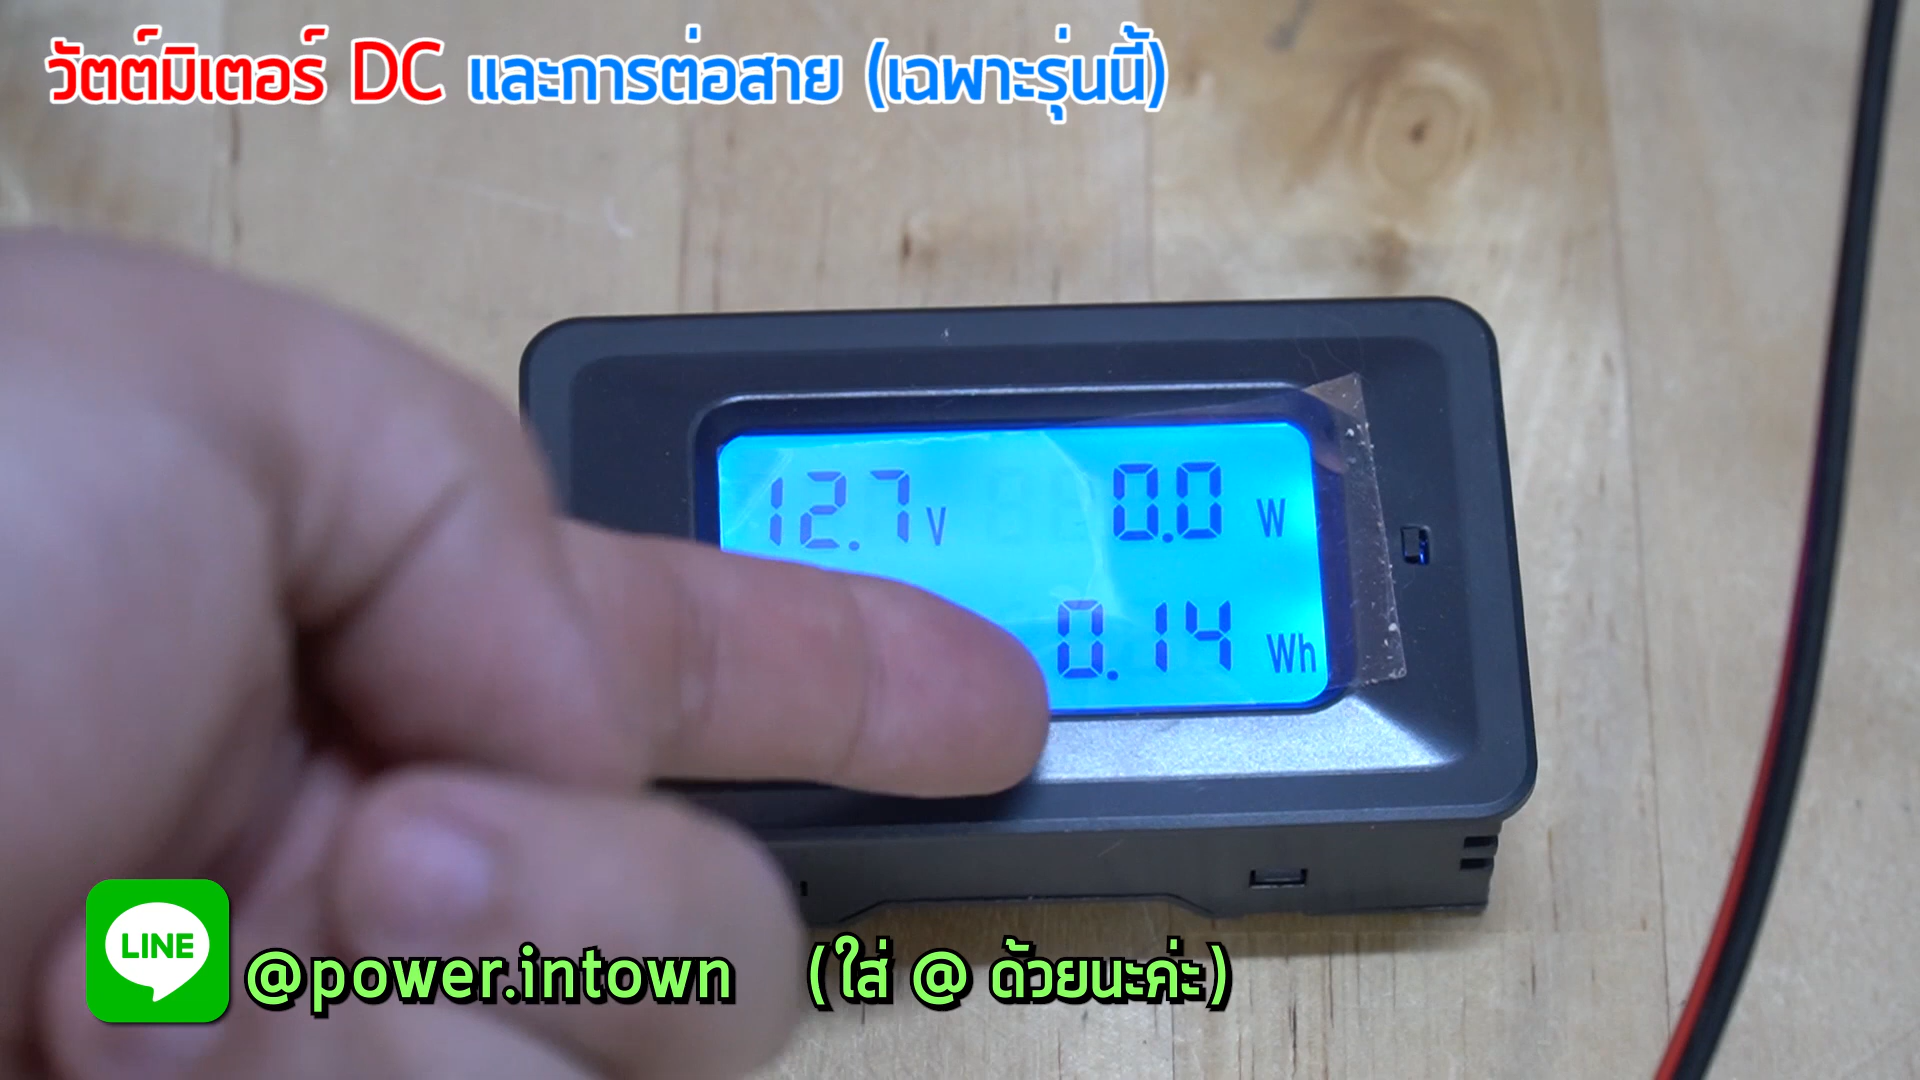 วัตต์มิเตอร์ DC และการต่อสาย (เฉพาะรุ่นนี้)
12.7 V 0.0 W
0.14 Wh
LINE @power.intown (ใส่ @ ด้วยนะค่ะ)